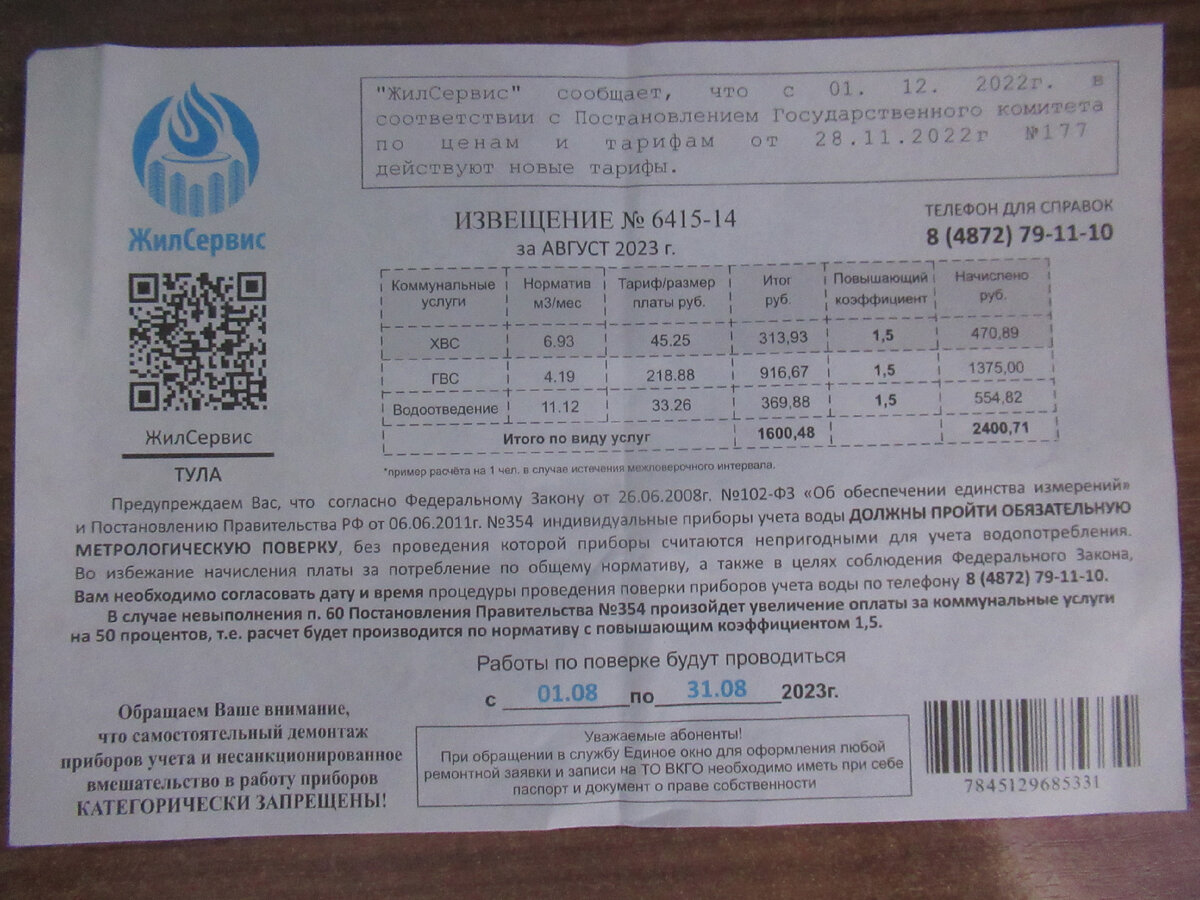 "ЖилСервис" сообщает, что с 01. 12. 2022г. в
соответствии с Постановлением Государственного комитета
по ценам и тарифам от 28.11.2022г №177
действуют новые тарифы.
ЖилСервис
ИЗВЕЩЕНИЕ № 6415-14
за АВГУСТ 2023 г.
ТЕЛЕФОН ДЛЯ СПРАВОК
8 (4872) 79-11-10
Коммунальные услуги Норматив м3/мес Тариф/размер платы руб. Итог руб. Повышающий коэффициент Начислено руб.
ХВС 6.93 45.25 313,93 1,5 470,89
ГВС 4.19 218.88 916,67 1,5 1375,00
Водоотведение 11.12 33.26 369,88 1,5 554,82
Итого по виду услуг 1600,48 2400,71
*пример расчёта на 1 чел. в случае истечения межповерочного интервала.
ЖилСервис
ТУЛА
Предупреждаем Вас, что согласно Федеральному Закону от 26.06.2008г. №102-ФЗ «Об обеспечении единства измерений»
и Постановлению Правительства РФ от 06.06.2011г. №354 индивидуальные приборы учета воды ДОЛЖНЫ ПРОЙТИ ОБЯЗАТЕЛЬНУЮ
МЕТРОЛОГИЧЕСКУЮ ПОВЕРКУ, без проведения которой приборы считаются непригодными для учета водопотребления.
Во избежание начисления платы за потребление по общему нормативу, а также в целях соблюдения Федерального Закона,
Вам необходимо согласовать дату и время процедуры проведения поверки приборов учета воды по телефону 8 (4872) 79-11-10.
В случае невыполнения п. 60 Постановления Правительства №354 произойдет увеличение оплаты за коммунальные услуги
на 50 процентов, т.е. расчет будет производится по нормативу с повышающим коэффициентом 1,5.
Работы по поверке будут проводиться
с 01.08 по 31.08 2023г.
Обращаем Ваше внимание,
что самостоятельный демонтаж
приборов учета и несанкционированное
вмешательство в работу приборов
КАТЕГОРИЧЕСКИ ЗАПРЕЩЕНЫ!
Уважаемые абоненты!
При обращении в службу Единое окно для оформления любой
ремонтной заявки и записи на ТО ВКГО необходимо иметь при себе
паспорт и документ о праве собственности
7845129685331